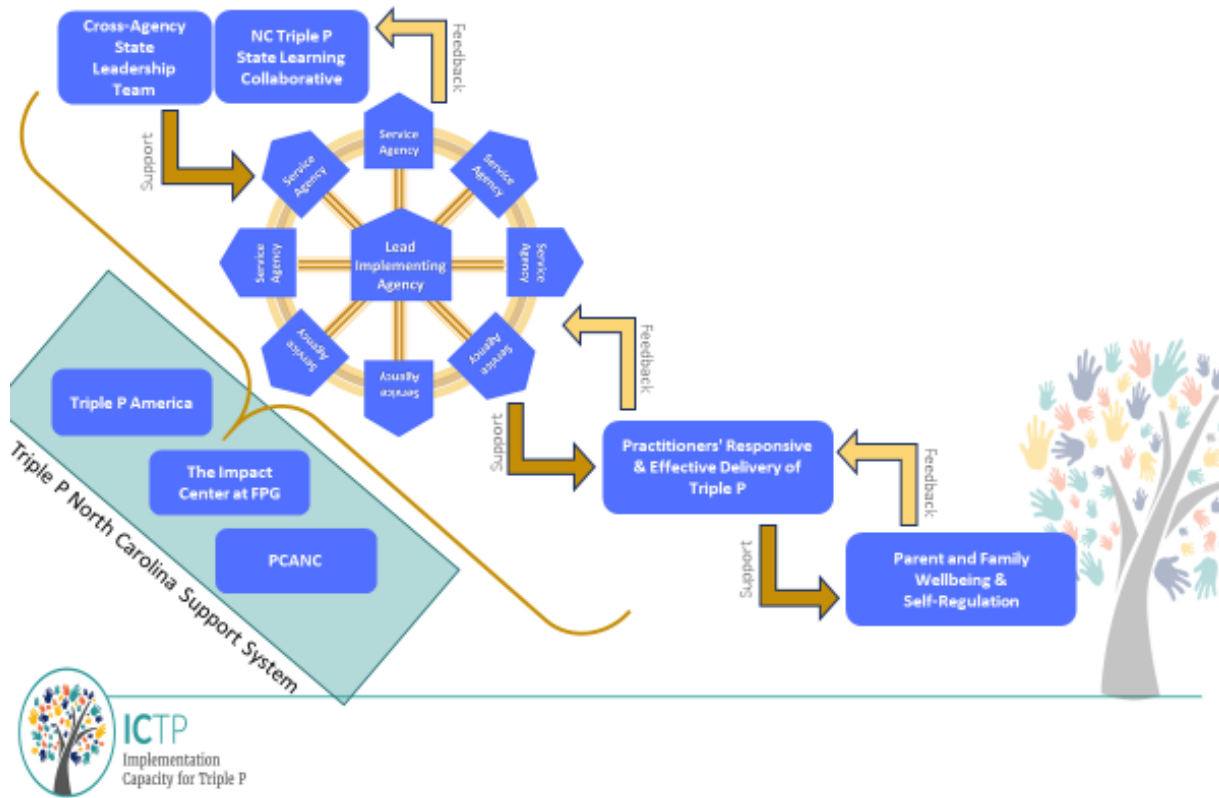 Cross-Agency
State
Leadership
Team
NC Triple P
State Learning
Collaborative
Feedback
Support
Service
Agency
Service
Agency
Service
Agency
Service
Agency
Lead
Implementing
Agency
Service
Agency
Service
Agency
Service
Agency
Service
Agency
Feedback
Support
Triple P America
The Impact
Center at FPG
PCANC
Triple P North Carolina Support System
Practitioners' Responsive
& Effective Delivery of
Triple P
Feedback
Support
Parent and Family
Wellbeing &
Self-Regulation
ICTP
Implementation
Capacity for Triple P